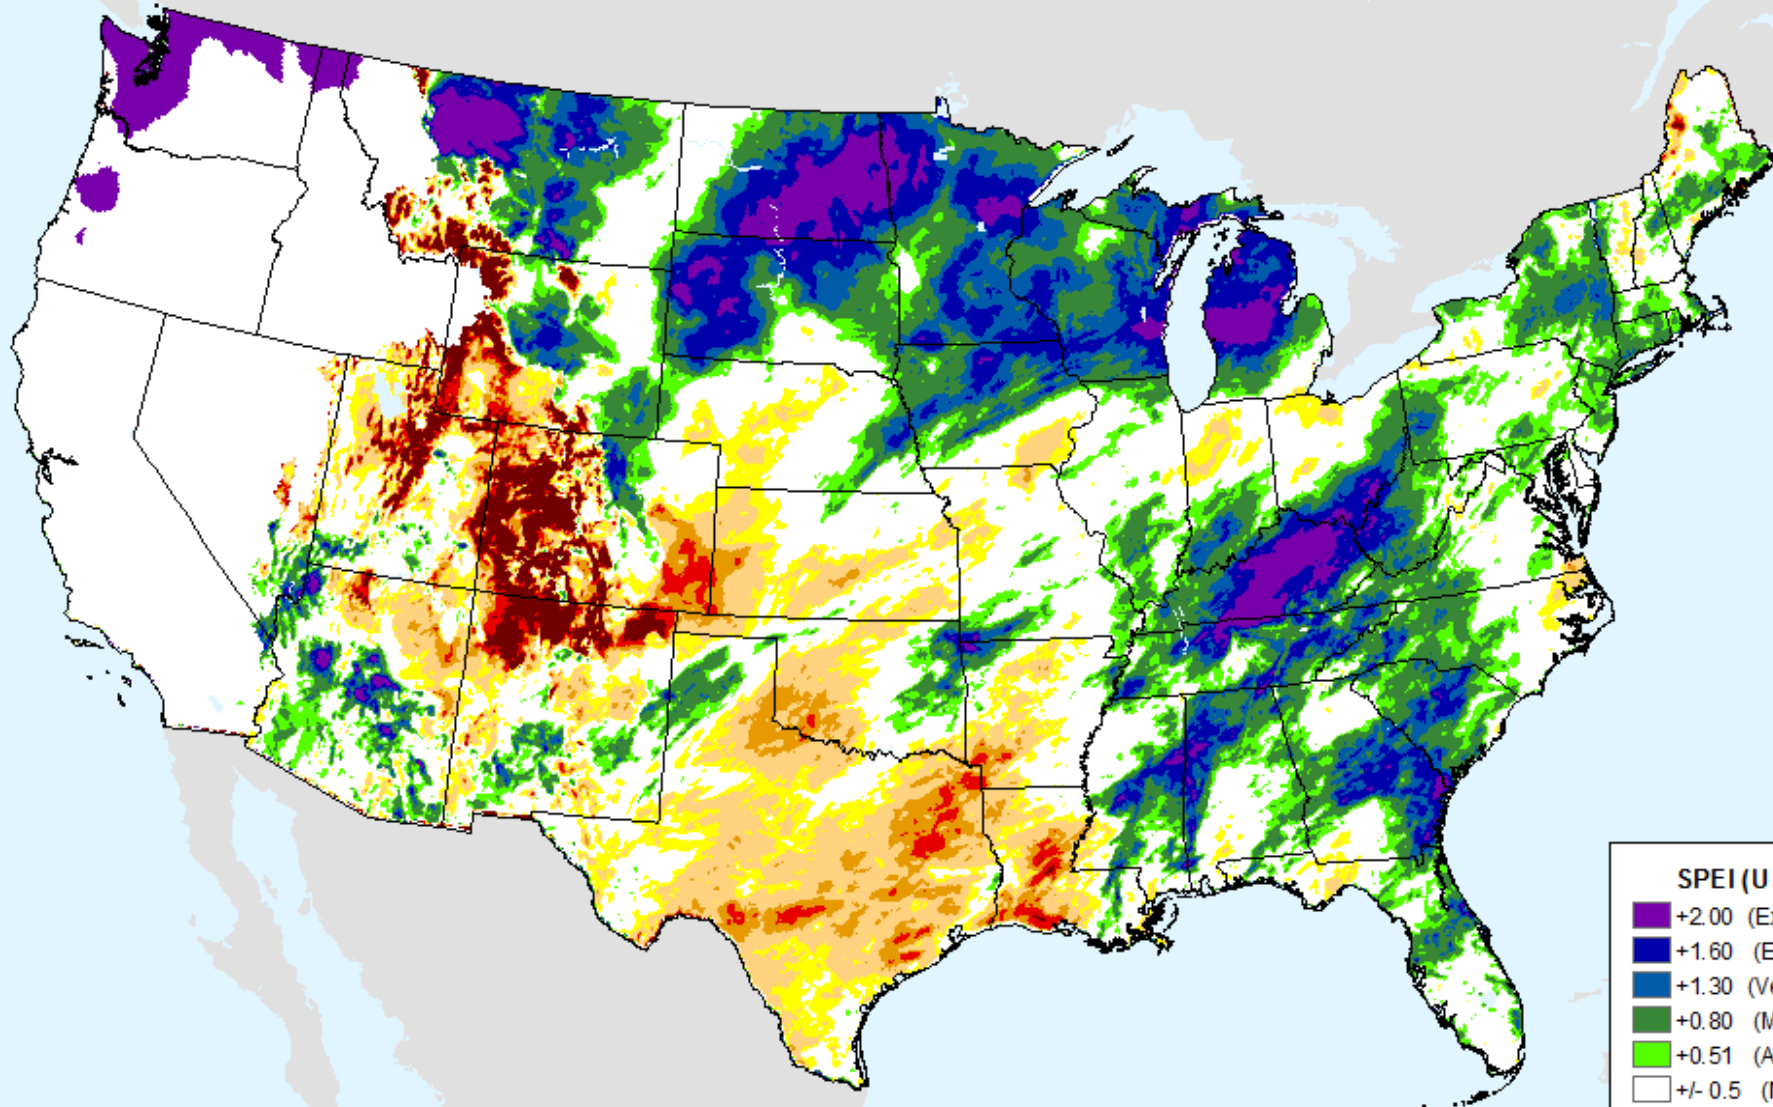 SPEI (U
+2.00 (Ex
+1.60 (E
+1.30 (Ve
+0.80 (M
+0.51 (A
+/- 0.5 (N